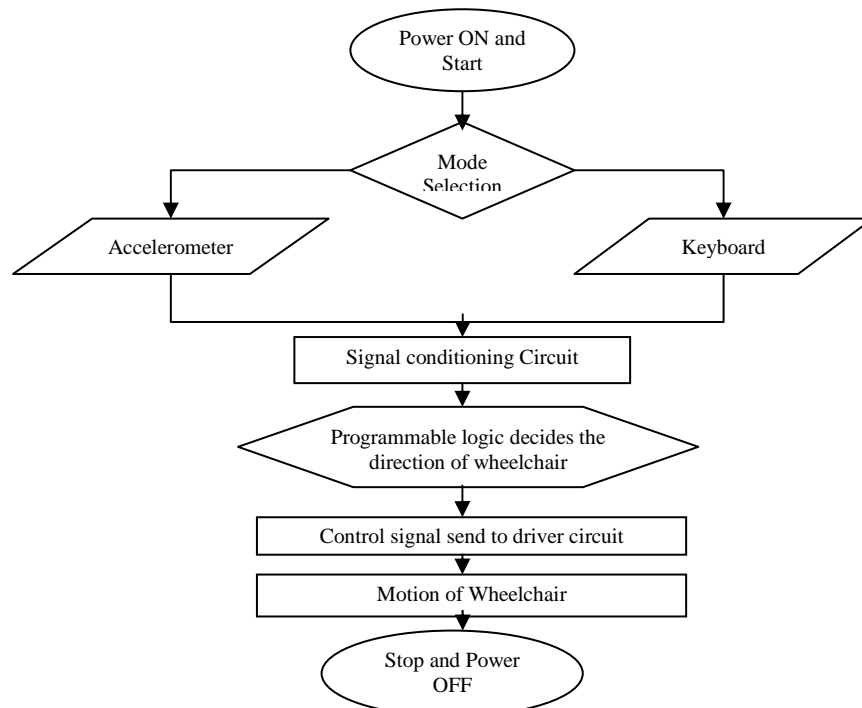 Power ON and
Start
Mode
Selection
Accelerometer
Keyboard
Signal conditioning Circuit
Programmable logic decides the
direction of wheelchair
Control signal send to driver circuit
Motion of Wheelchair
Stop and Power
OFF